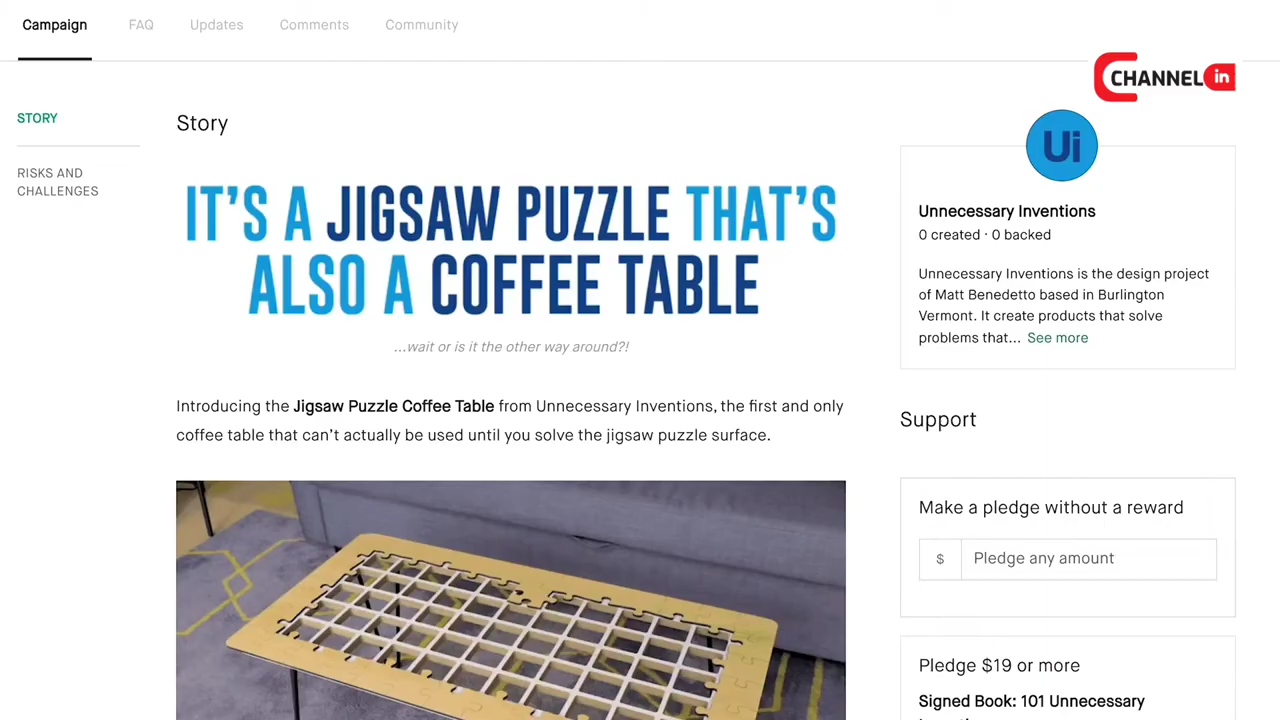 Campaign FAQ Updates Comments Community
CHANNEL in
STORY
RISKS AND
CHALLENGES
Story
IT'S A JIGSAW PUZZLE THAT'S
ALSO A COFFEE TABLE
...wait or is it the other way around?!
Introducing the Jigsaw Puzzle Coffee Table from Unnecessary Inventions, the first and only
coffee table that can't actually be used until you solve the jigsaw puzzle surface.
Ui
Unnecessary Inventions
0 created · 0 backed
Unnecessary Inventions is the design project
of Matt Benedetto based in Burlington
Vermont. It create products that solve
problems that... See more
Support
Make a pledge without a reward
$ Pledge any amount
Pledge $19 or more
Signed Book: 101 Unnecessary